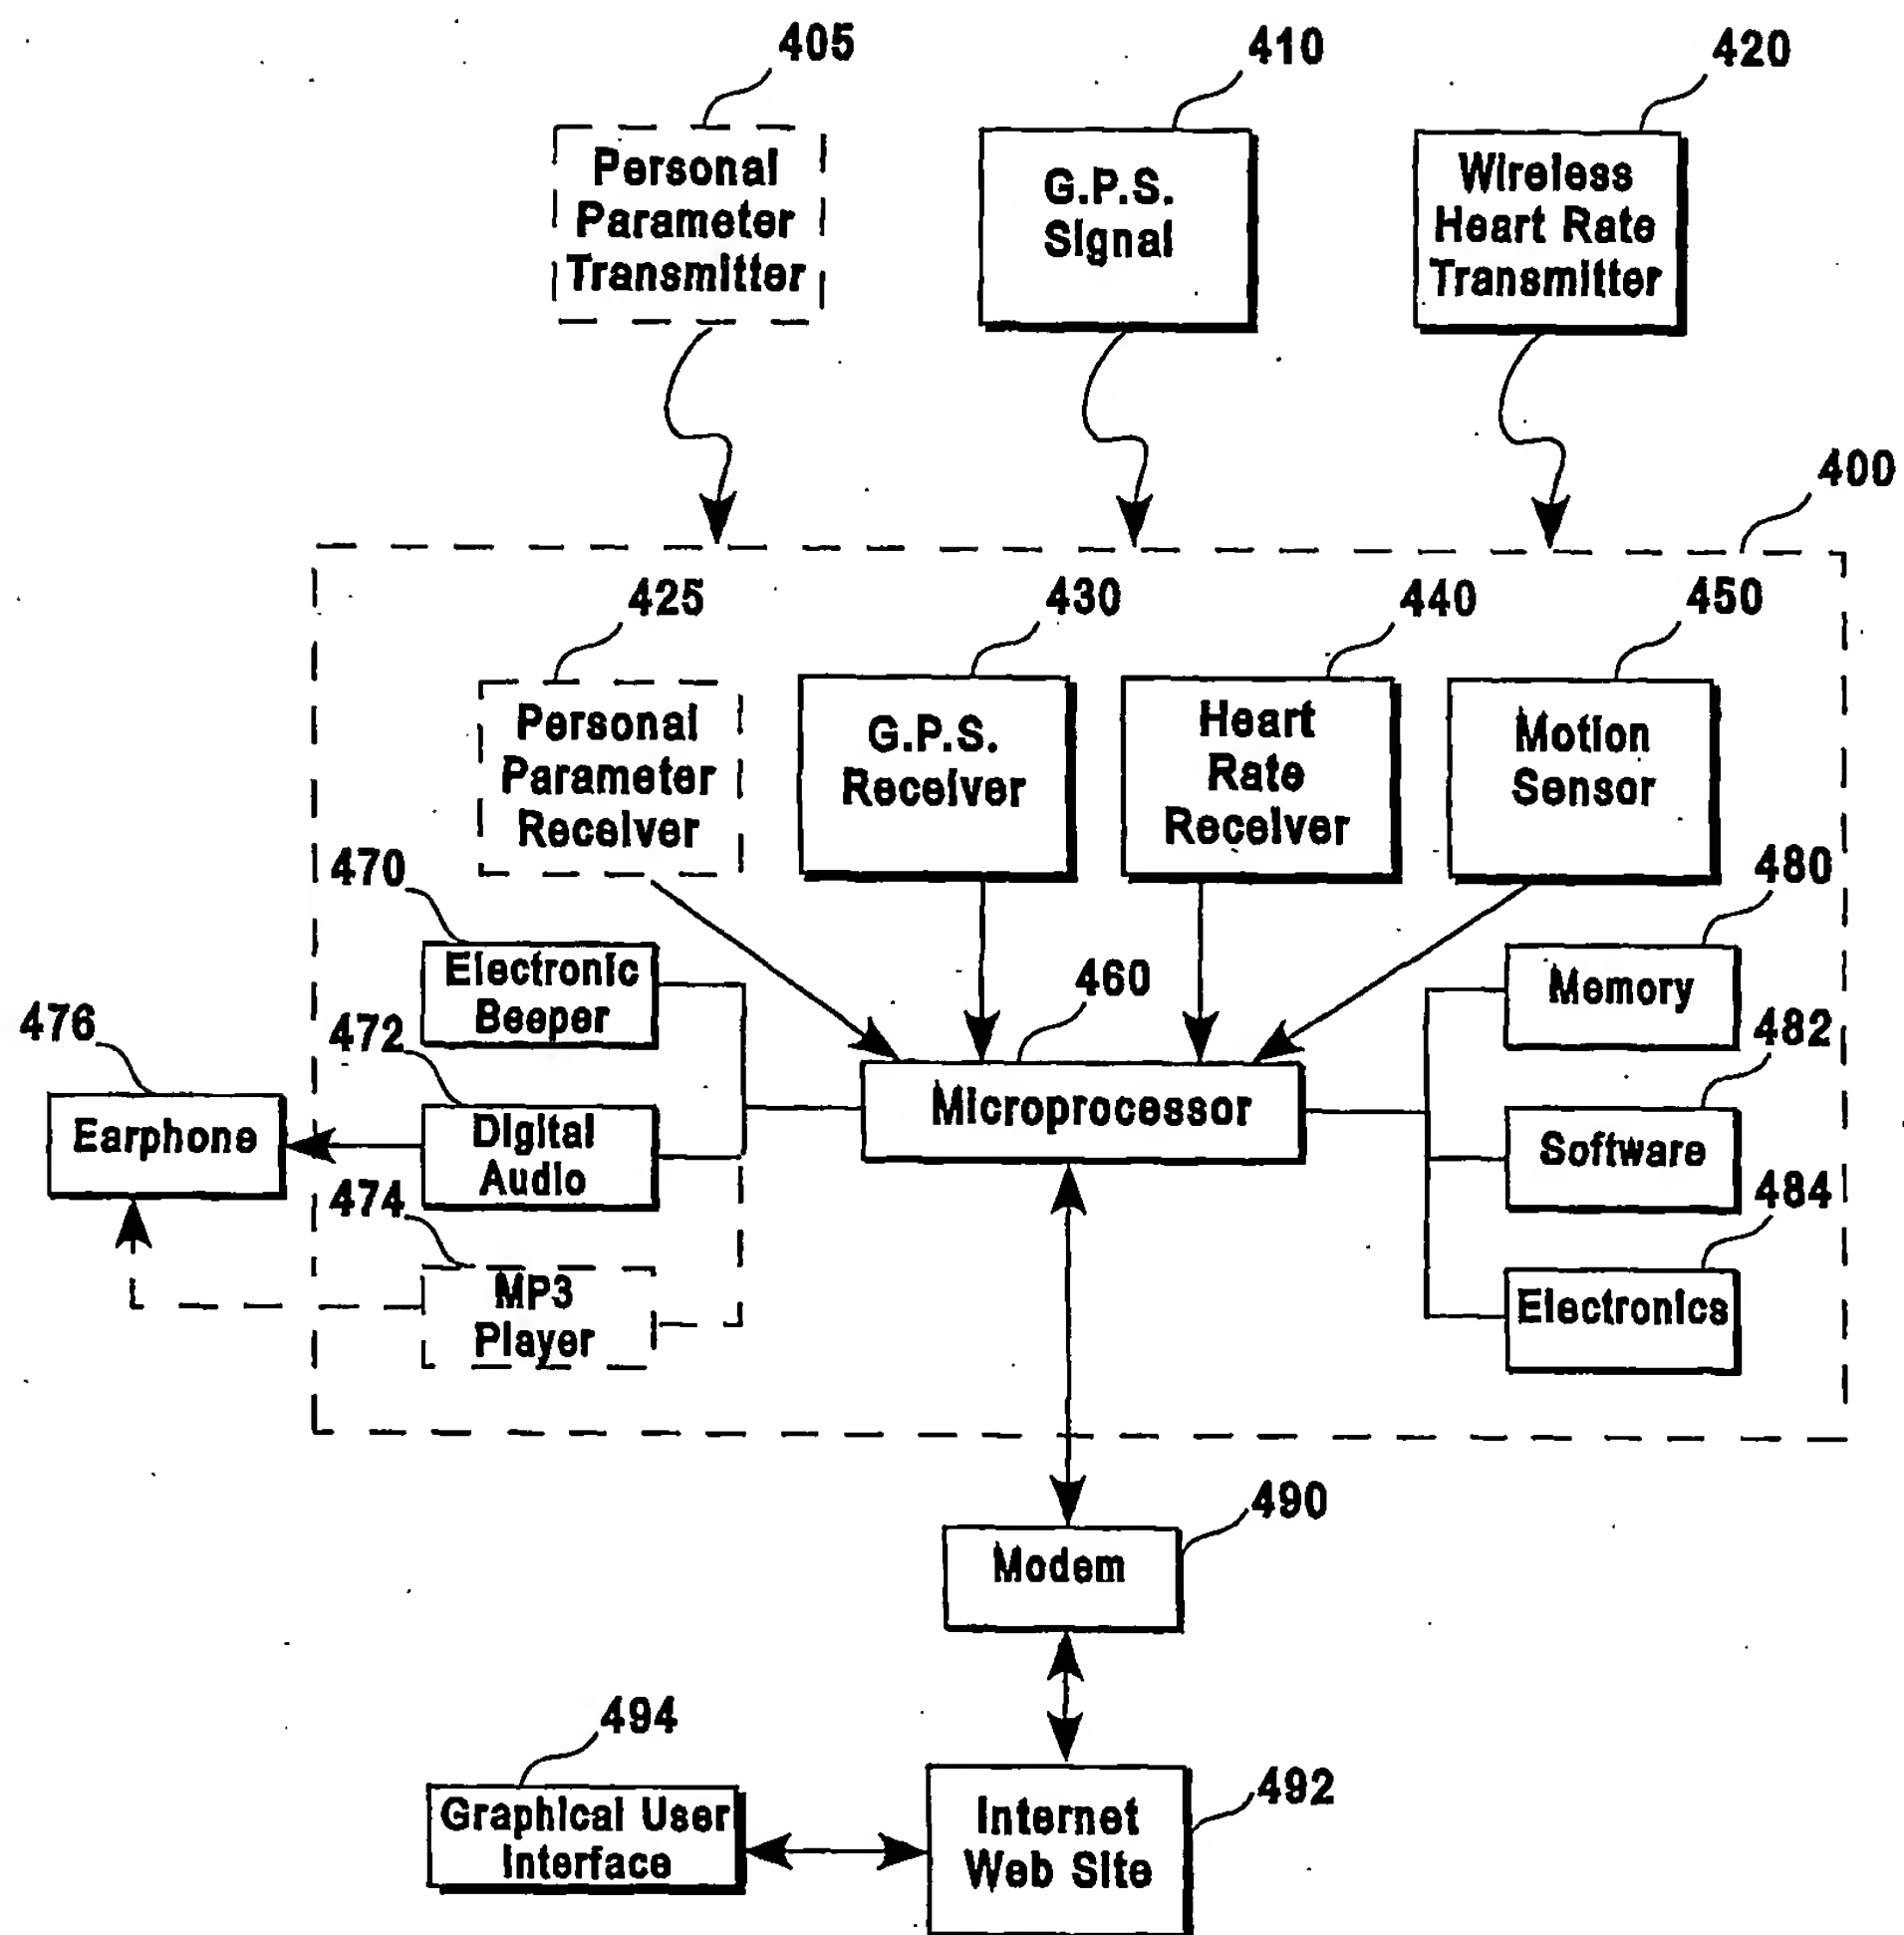 405
410
420
Personal
Parameter
Transmitter
G.P.S.
Signal
Wireless
Heart Rate
Transmitter
400
425
430
440
450
Personal
Parameter
Receiver
G.P.S.
Receiver
Heart
Rate
Receiver
Motion
Sensor
470
480
Electronic
Beeper
460
Memory
476
472
482
Earphone
Digital
Audio
Microprocessor
Software
474
484
MP3
Player
Electronics
490
Modem
494
492
Graphical User
Interface
Internet
Web Site